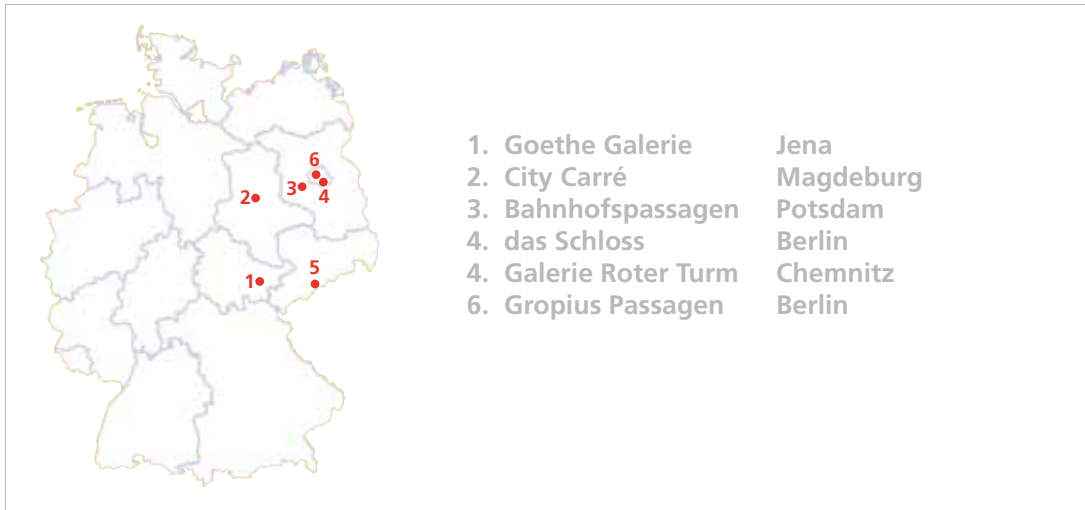 6
3
4
2
5
1
1. Goethe Galerie Jena
2. City Carré Magdeburg
3. Bahnhofspassagen Potsdam
4. das Schloss Berlin
4. Galerie Roter Turm Chemnitz
6. Gropius Passagen Berlin